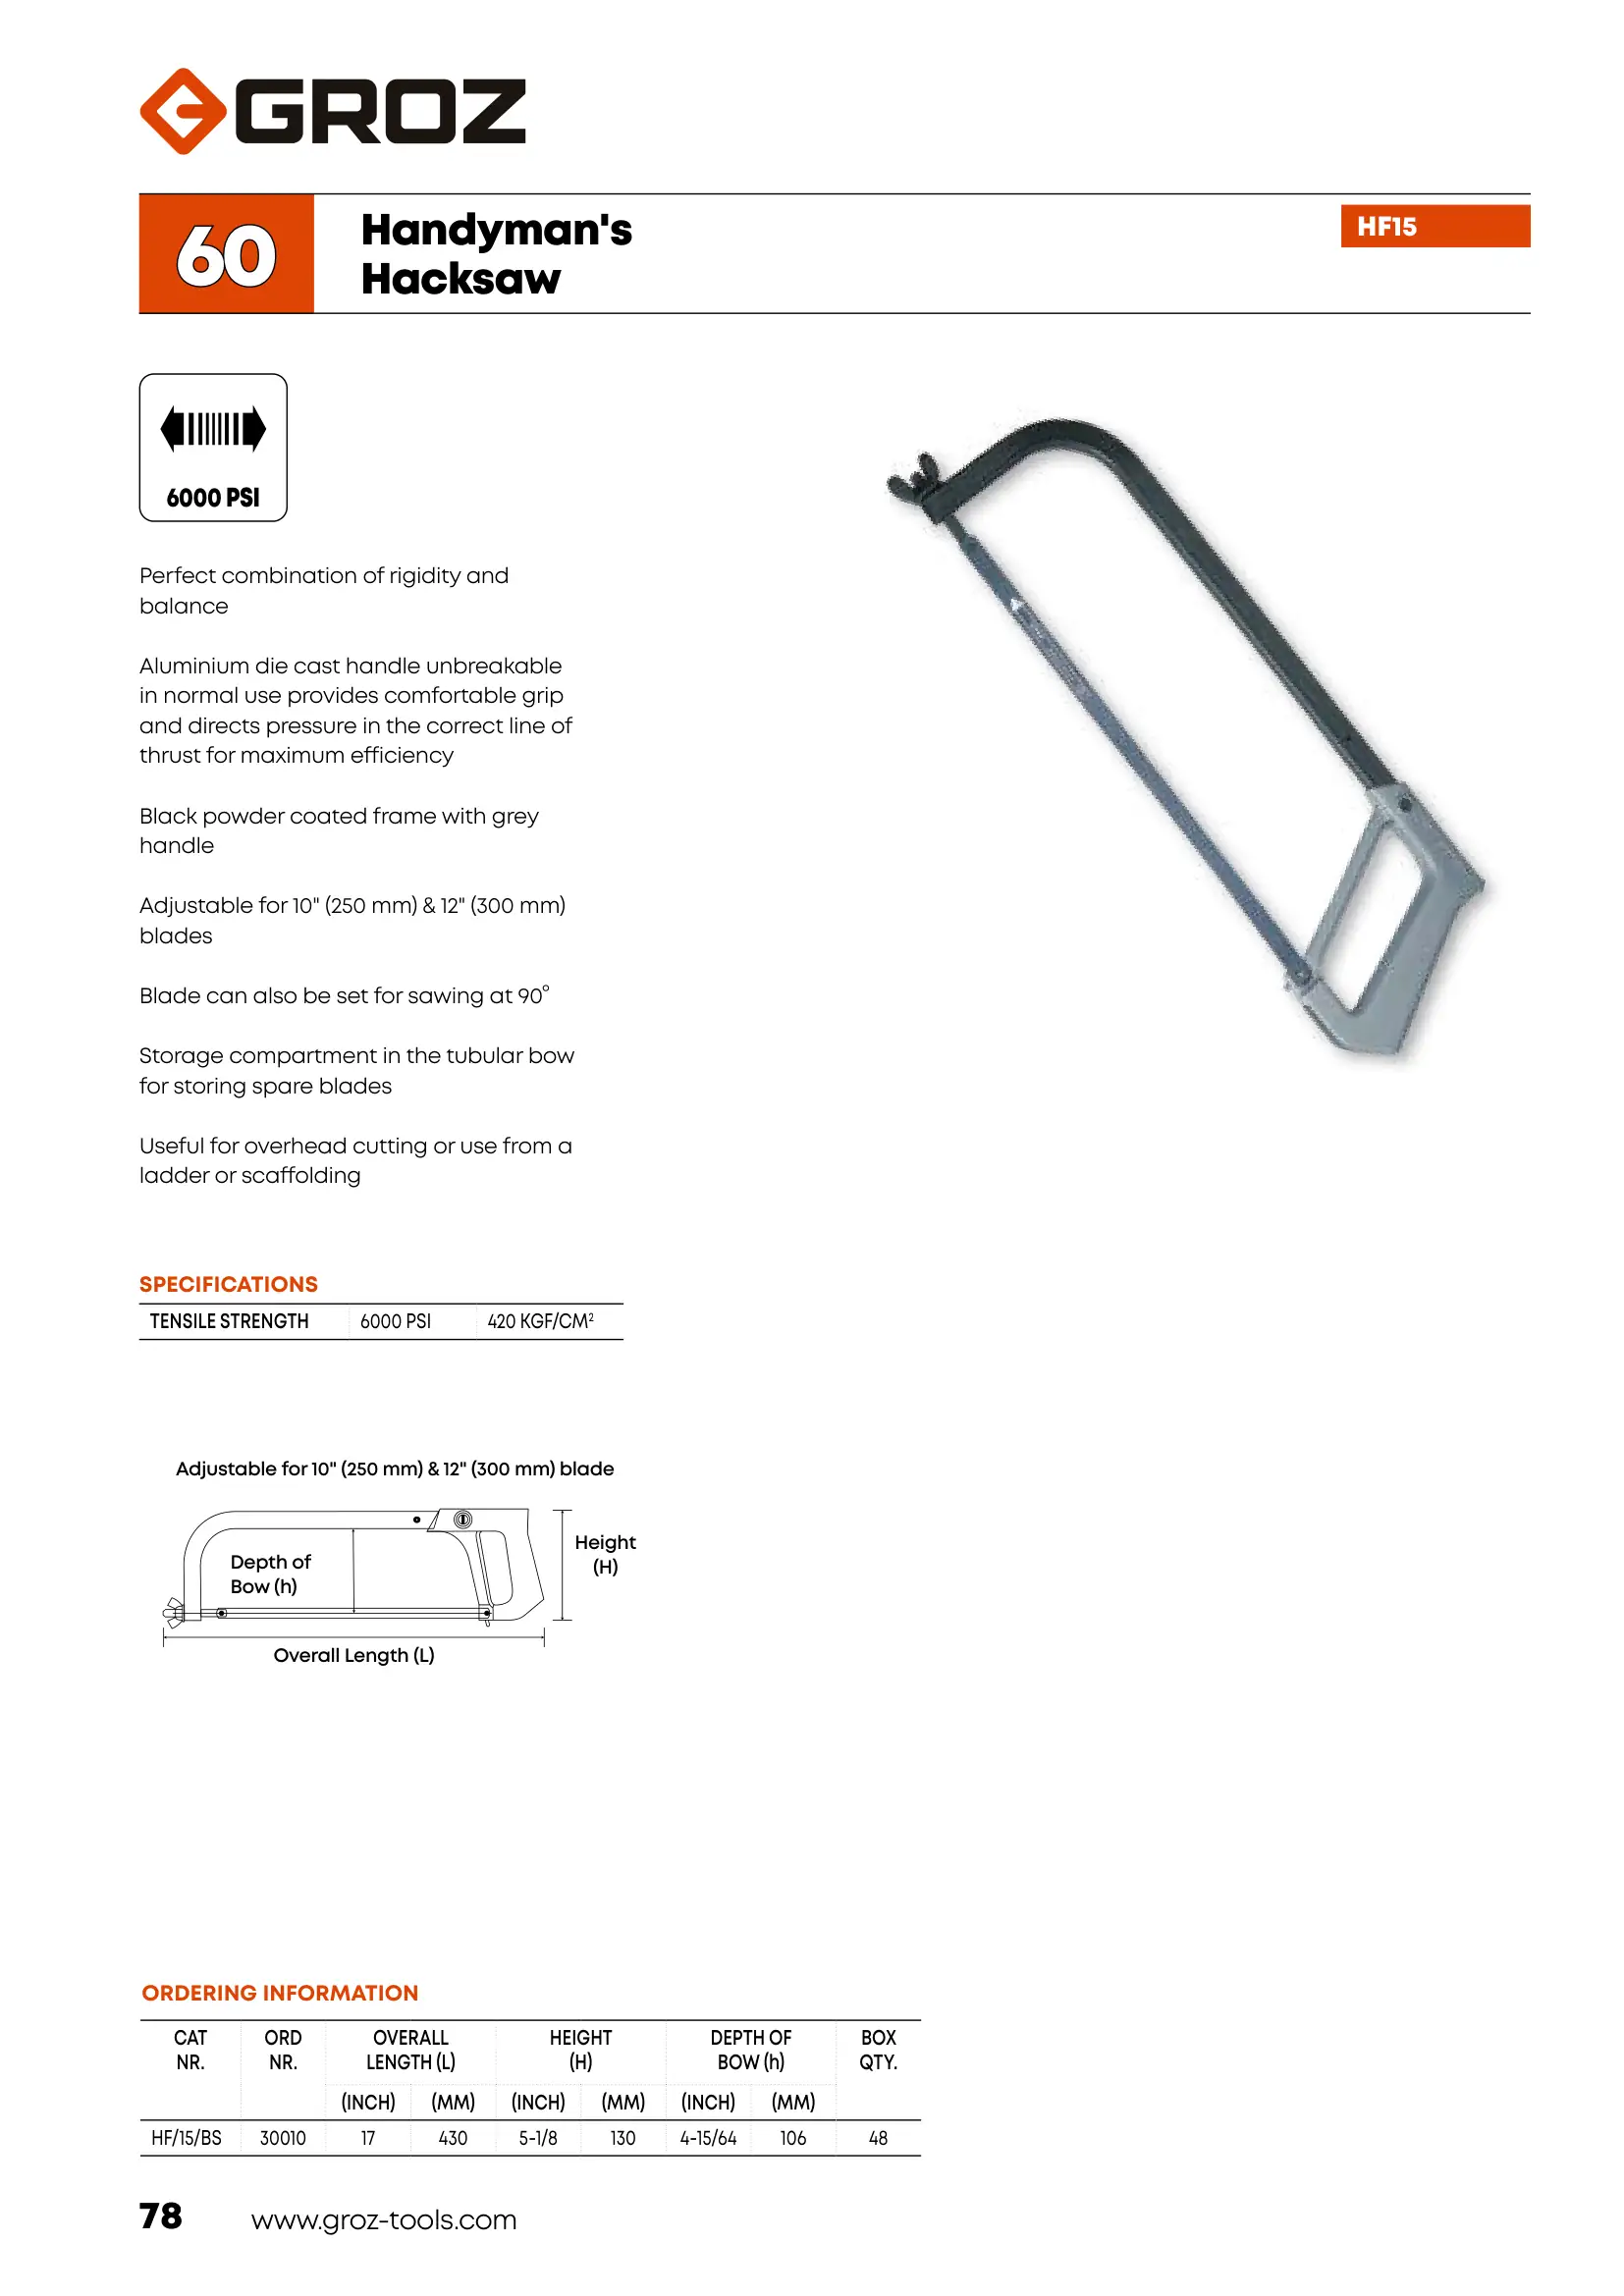 GROZ
60
Handyman's
Hacksaw
HF15
6000 PSI
Perfect combination of rigidity and
balance
Aluminium die cast handle unbreakable
in normal use provides comfortable grip
and directs pressure in the correct line of
thrust for maximum efficiency
Black powder coated frame with grey
handle
Adjustable for 10" (250 mm) & 12" (300 mm)
blades
Blade can also be set for sawing at 90°
Storage compartment in the tubular bow
for storing spare blades
Useful for overhead cutting or use from a
ladder or scaffolding
SPECIFICATIONS
TENSILE STRENGTH 6000 PSI 420 KGF/CM²
Adjustable for 10" (250 mm) & 12" (300 mm) blade
Depth of
Bow (h)
Height
(H)
Overall Length (L)
ORDERING INFORMATION
CAT ORD OVERALL HEIGHT DEPTH OF BOX
NR. NR. LENGTH (L) (H) BOW (h) QTY.
(INCH) (MM) (INCH) (MM) (INCH) (MM)
HF/15/BS 30010 17 430 5-1/8 130 4-15/64 106 48
78 www.groz-tools.com